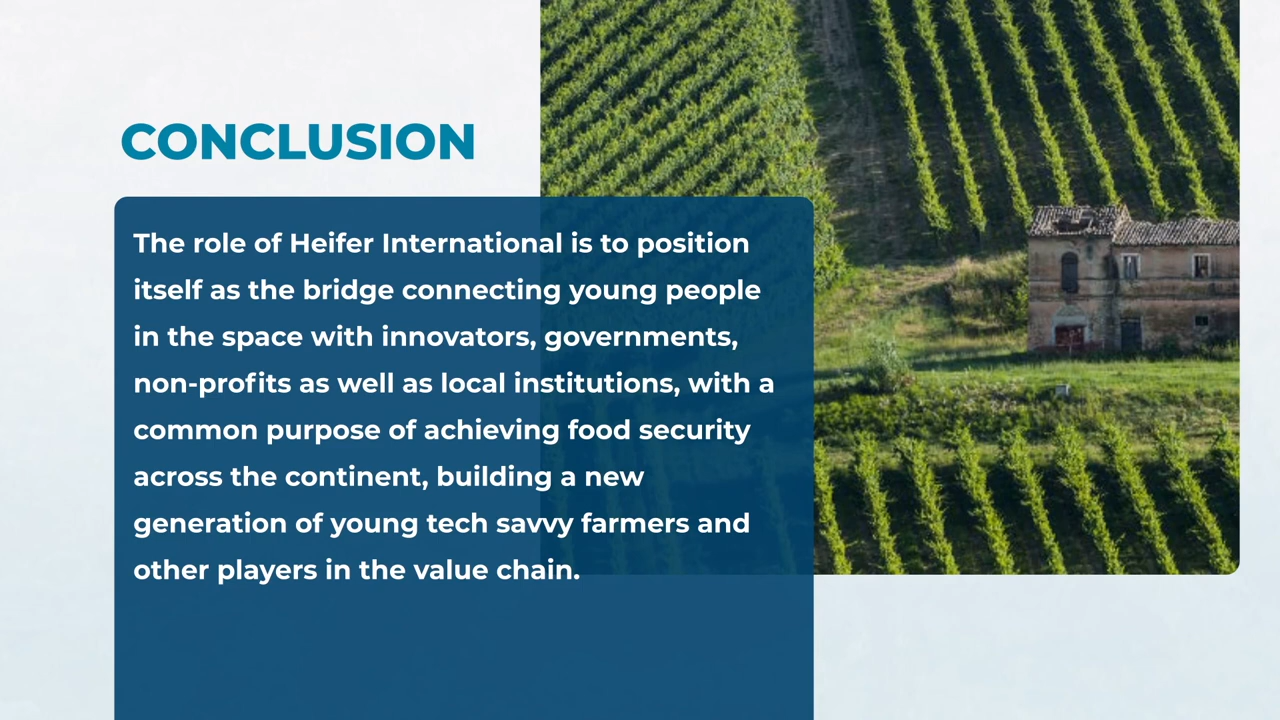 CONCLUSION
The role of Heifer International is to position
itself as the bridge connecting young people
in the space with innovators, governments,
non-profits as well as local institutions, with a
common purpose of achieving food security
across the continent, building a new
generation of young tech savvy farmers and
other players in the value chain.